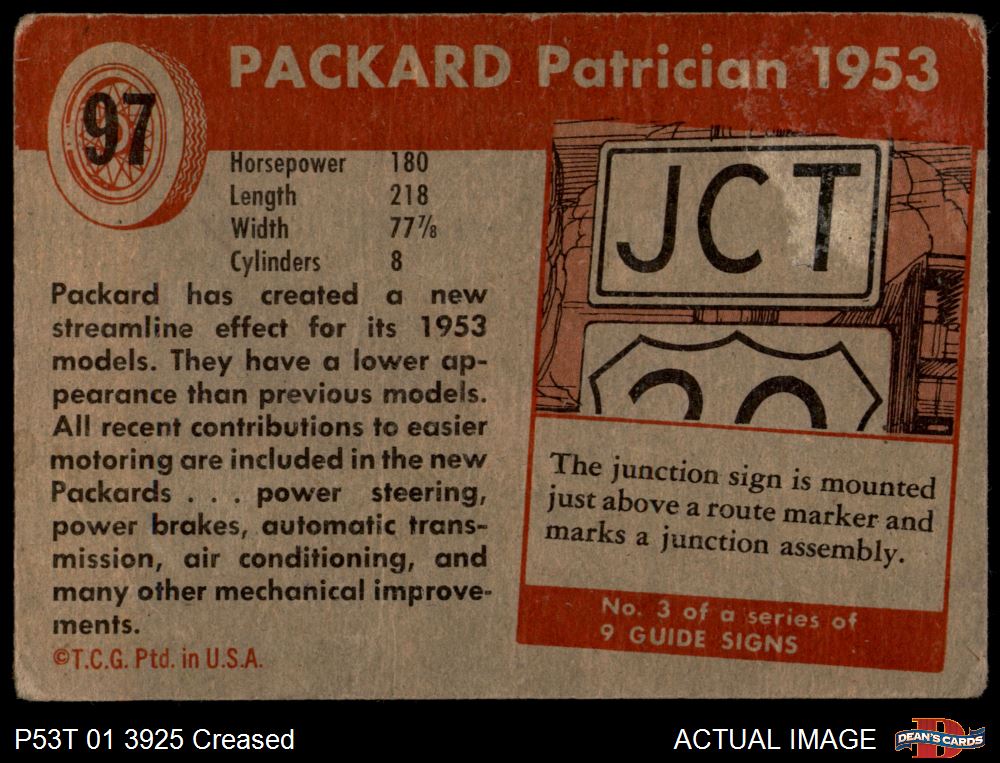 97
PACKARD Patrician 1953
Horsepower 180
Length 218
Width 77⅞
Cylinders 8
Packard has created a new
streamline effect for its 1953
models. They have a lower ap-
pearance than previous models.
All recent contributions to easier
motoring are included in the new
Packards . . . power steering,
power brakes, automatic trans-
mission, air conditioning, and
many other mechanical improve-
ments.
©T.C.G. Ptd. in U.S.A.
JCT
The junction sign is mounted
just above a route marker and
marks a junction assembly.
No. 3 of a series of
9 GUIDE SIGNS
P53T 01 3925 Creased
ACTUAL IMAGE
DEAN'S CARDS